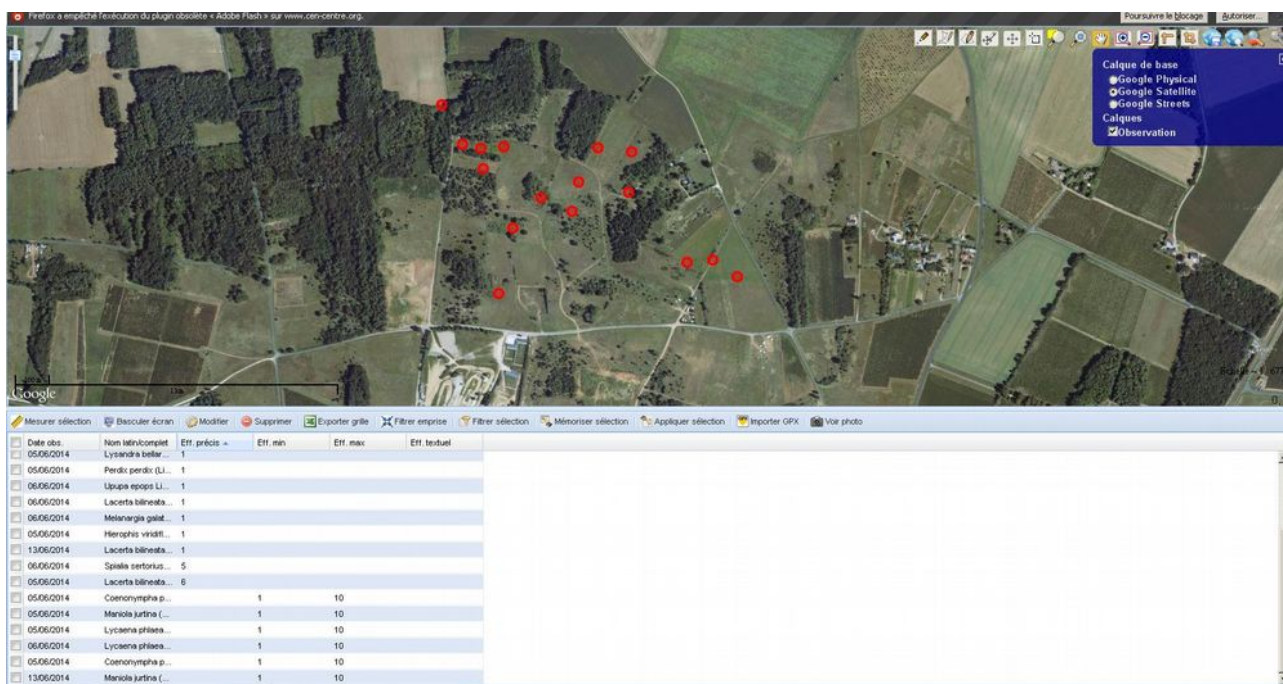 Firefox a empêché l'exécution du plugin obsolète « Adobe Flash » sur www.cen-centre.org.
Poursuivre le blocage
Autoriser...
Calque de base
Google Physical
Google Satellite
Google Streets
Calques
Observation
Google
Mesurer sélection Basculer écran Modifier Supprimer Exporter grille Filtrer emprise Filtrer sélection Mémoriser sélection Appliquer sélection Importer GPX Voir photo
Date obs. Nom latin/complet Eff. précis Eff. min Eff. max Eff. textuel
05/06/2014 Lysandra bellar... 1
05/06/2014 Perdix perdix (Li... 1
06/06/2014 Upupa epops Li... 1
06/06/2014 Lacerta bilineata... 1
06/06/2014 Melanargia galat... 1
05/06/2014 Hierophis viridifl... 1
13/06/2014 Lacerta bilineata... 1
06/06/2014 Spialia sertorius... 5
05/06/2014 Lacerta bilineata... 6
05/06/2014 Coenonympha p... 1 10
05/06/2014 Maniola jurtina (... 1 10
05/06/2014 Lycaena phlaea... 1 10
06/06/2014 Lycaena phlaea... 1 10
05/06/2014 Coenonympha p... 1 10
13/06/2014 Maniola jurtina (... 1 10